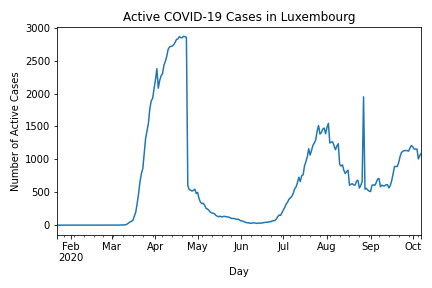 Active COVID-19 Cases in Luxembourg
3000
2500
2000
1500
1000
500
0
Number of Active Cases
Feb Mar Apr May Jun Jul Aug Sep Oct
2020
Day